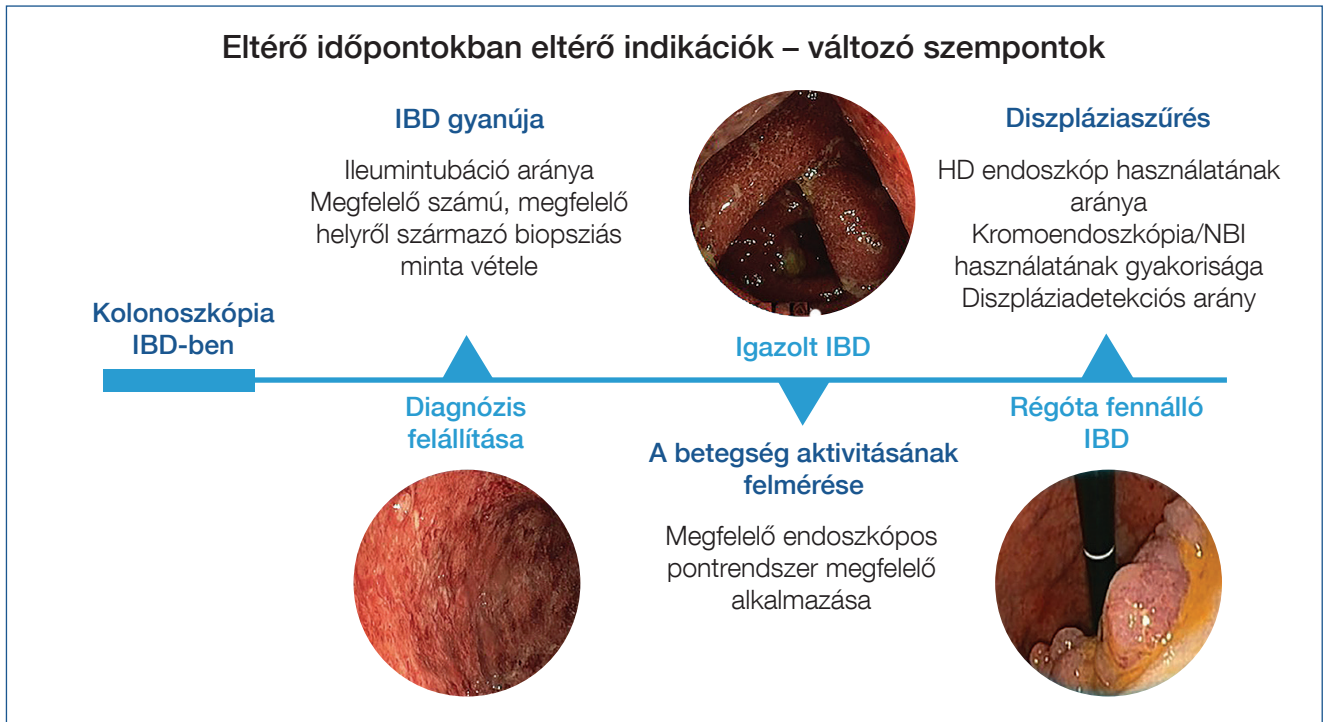 Eltérő időpontokban eltérő indikációk – változó szempontok
Kolonoszkópia
IBD-ben
IBD gyanúja
Ileumintubáció aránya
Megfelelő számú, megfelelő
helyről származó biopsziás
minta vétele
Diagnózis
felállítása
Igazolt IBD
A betegség aktivitásának
felmérése
Megfelelő endoszkópos
pontrendszer megfelelő
alkalmazása
Diszpláziaszűrés
HD endoszkóp használatának
aránya
Kromoendoszkópia/NBI
használatának gyakorisága
Diszpláziadetekciós arány
Régóta fennálló
IBD